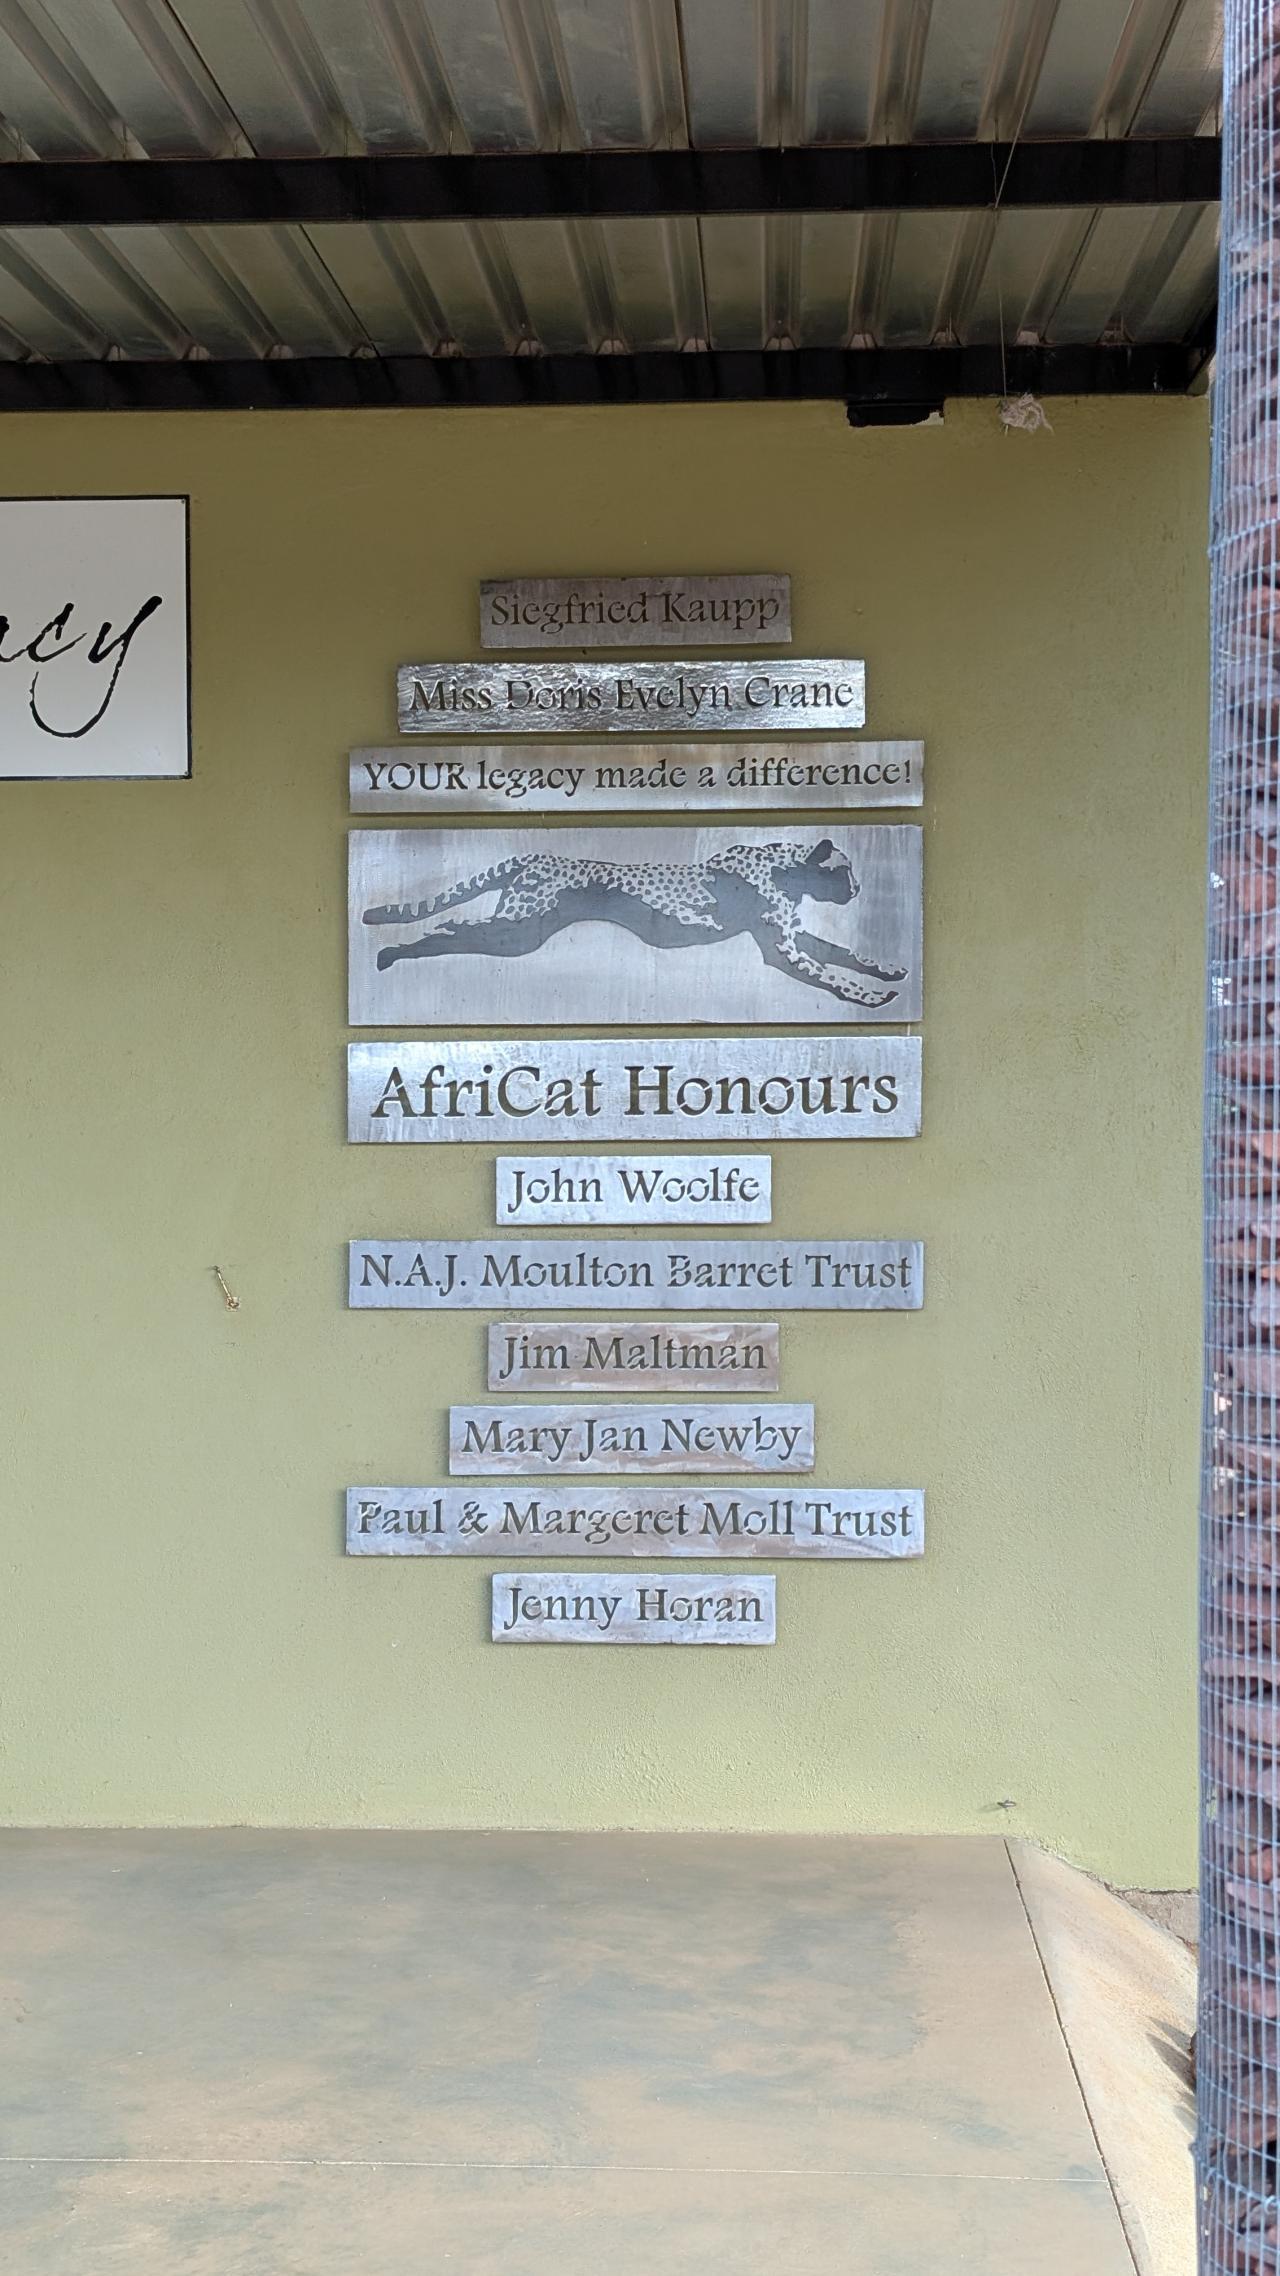 Siegfried Kaupp
Miss Doris Evelyn Crane
YOUR legacy made a difference!
AfriCat Honours
John Woolfe
N.A.J. Moulton Barret Trust
Jim Maltman
Mary Jan Newby
Paul & Margeret Moll Trust
Jenny Horan